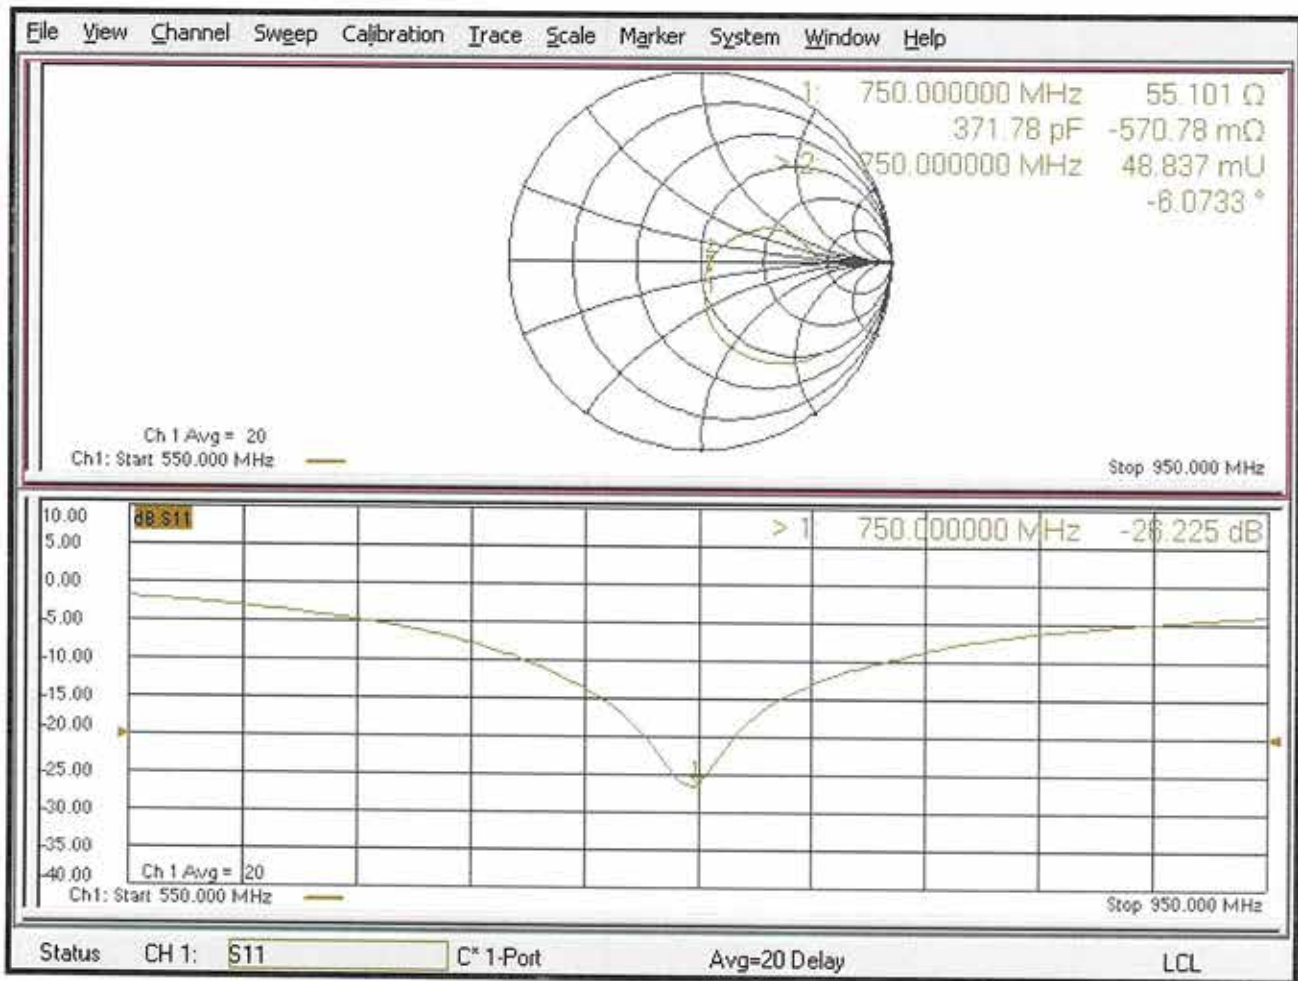 File View Channel Sweep Calibration Trace Scale Marker System Window Help
1: 750.000000 MHz 55.101 Ω
371.78 pF -570.78 mΩ
> 2: 750.000000 MHz 48.837 mU
-6.0733 °
Ch 1 Avg = 20
Ch1: Start 550.000 MHz
Stop 950.000 MHz
10.00
dB S11
> 1: 750.000000 MHz -26.225 dB
5.00
0.00
-5.00
-10.00
-15.00
-20.00
-25.00
1
-30.00
-35.00
-40.00
Ch 1 Avg = 20
Ch1: Start 550.000 MHz
Stop 950.000 MHz
Status CH 1: S11 C* 1-Port Avg=20 Delay LCL